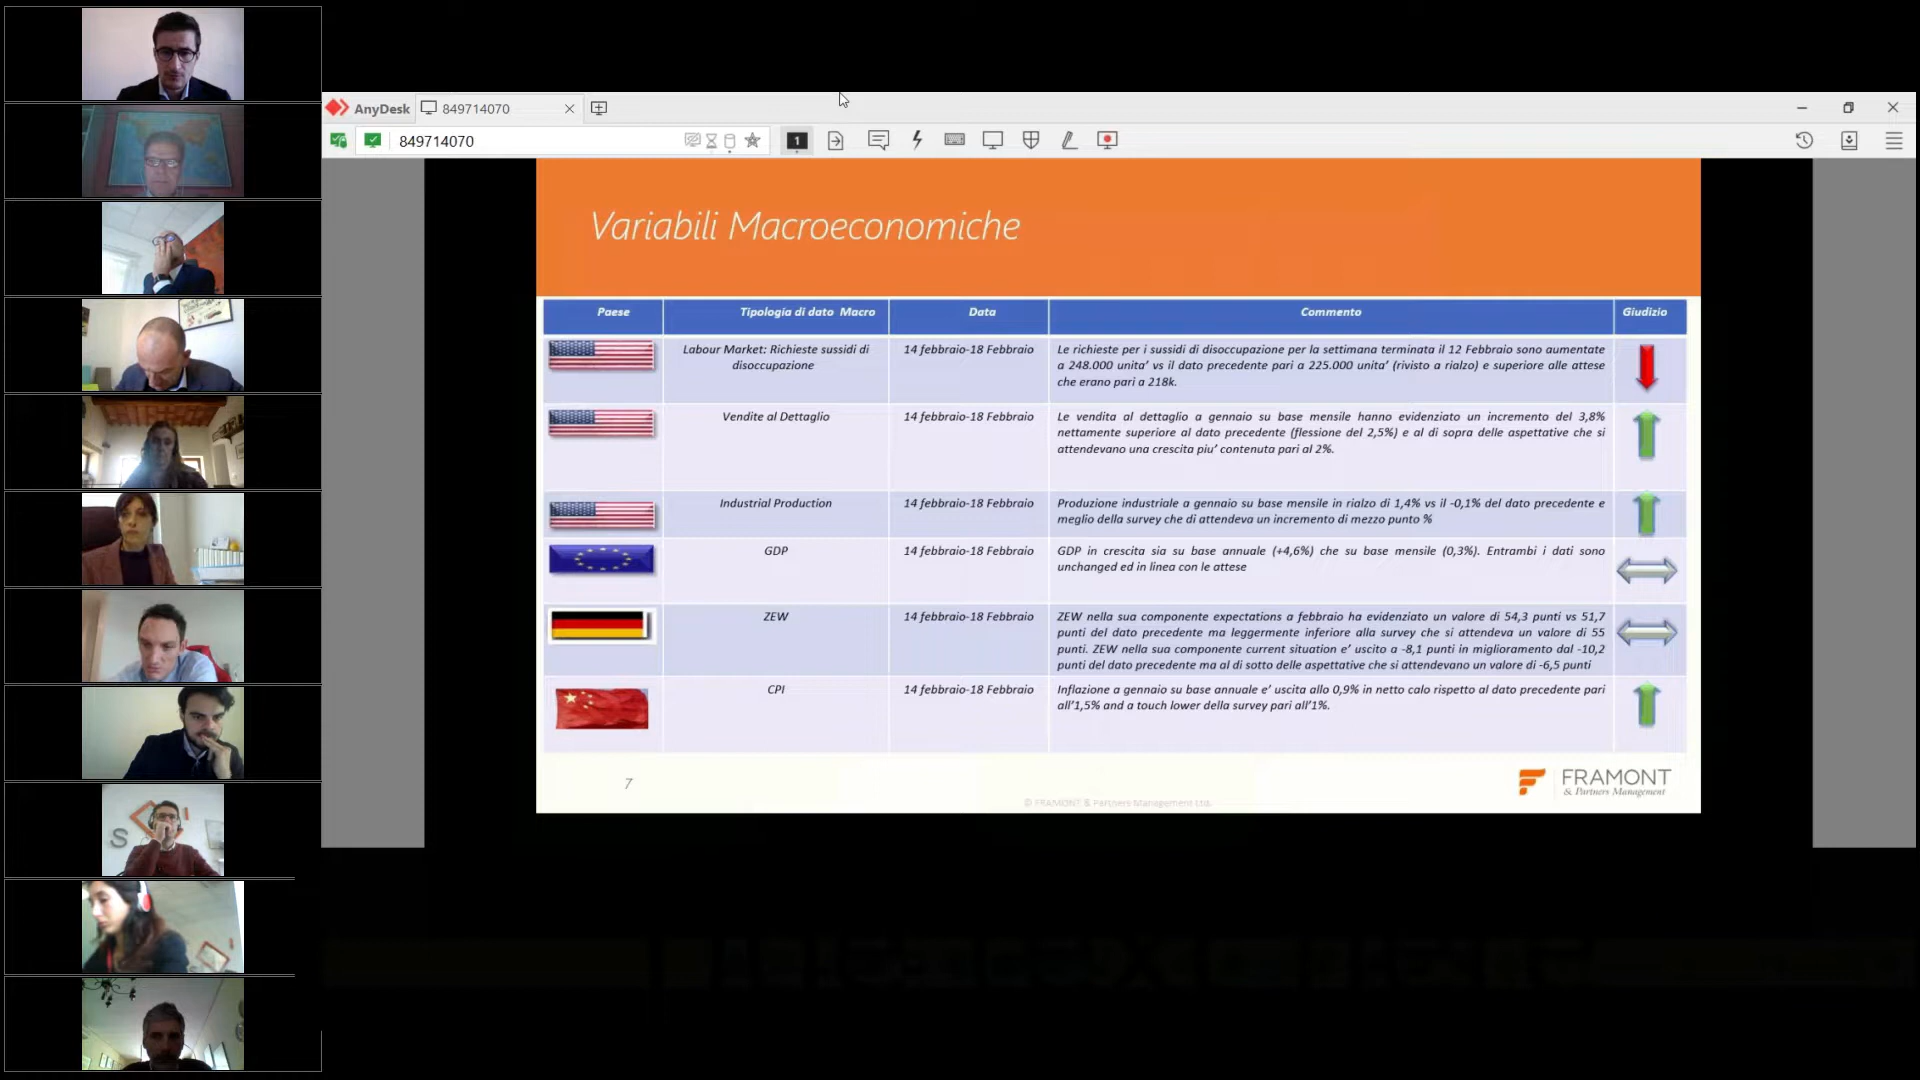 AnyDesk
849714070
849714070
1
Variabili Macroeconomiche
Paese
Tipologia di dato Macro
Data
Commento
Giudizio
Labour Market: Richieste sussidi di
disoccupazione
14 febbraio-18 Febbraio
Le richieste per i sussidi di disoccupazione per la settimana terminata il 12 Febbraio sono aumentate
a 248.000 unita’ vs il dato precedente pari a 225.000 unita’ (rivisto a rialzo) e superiore alle attese
che erano pari a 218k.
Vendite al Dettaglio
14 febbraio-18 Febbraio
Le vendita al dettaglio a gennaio su base mensile hanno evidenziato un incremento del 3,8%
nettamente superiore al dato precedente (flessione del 2,5%) e al di sopra delle aspettative che si
attendevano una crescita piu’ contenuta pari al 2%.
Industrial Production
14 febbraio-18 Febbraio
Produzione industriale a gennaio su base mensile in rialzo di 1,4% vs il -0,1% del dato precedente e
meglio della survey che di attendeva un incremento di mezzo punto %
GDP
14 febbraio-18 Febbraio
GDP in crescita sia su base annuale (+4,6%) che su base mensile (0,3%). Entrambi i dati sono
unchanged ed in linea con le attese
ZEW
14 febbraio-18 Febbraio
ZEW nella sua componente expectations a febbraio ha evidenziato un valore di 54,3 punti vs 51,7
punti del dato precedente ma leggermente inferiore alla survey che si attendeva un valore di 55
punti. ZEW nella sua componente current situation e’ uscito a -8,1 punti in miglioramento dal -10,2
punti del dato precedente ma al di sotto delle aspettative che si attendevano un valore di -6,5 punti
CPI
14 febbraio-18 Febbraio
Inflazione a gennaio su base annuale e’ uscita allo 0,9% in netto calo rispetto al dato precedente pari
all’1,5% and a touch lower della survey pari all’1%.
7
FRAMONT
& Partners Management
© FRAMONT & Partners Management Ltd.
S